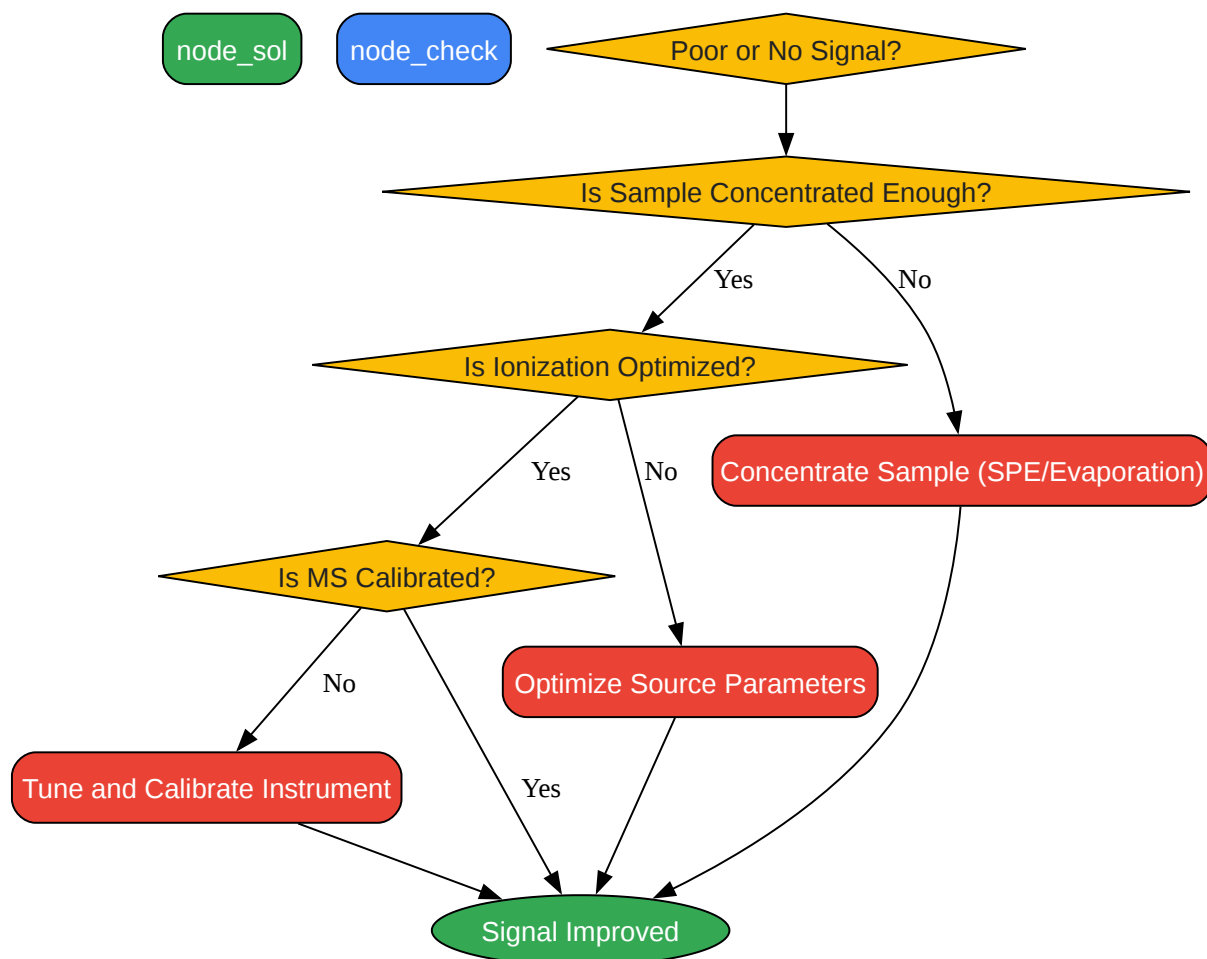 node_sol
node_check
Poor or No Signal?
Is Sample Concentrated Enough?
Yes
No
Is Ionization Optimized?
Yes
No
Concentrate Sample (SPE/Evaporation)
Is MS Calibrated?
No
Optimize Source Parameters
Tune and Calibrate Instrument
Yes
Signal Improved